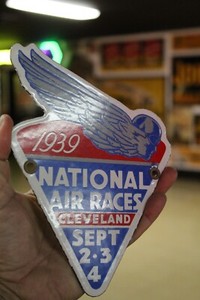 1939
NATIONAL
AIR RACES
CLEVELAND
SEPT
2·3
4